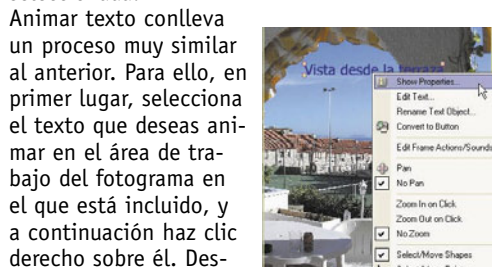 Animar texto conlleva
un proceso muy similar
al anterior. Para ello, en
primer lugar, selecciona
el texto que deseas ani-
mar en el área de tra-
bajo del fotograma en
el que está incluido, y
a continuación haz clic
derecho sobre él. Des-
Vista desde la terraza
Show Properties...
Edit Text...
Rename Text Object...
Convert to Button
Edit Frame Actions/Sounds
Pan
No Pan
Zoom In on Click
Zoom Out on Click
No Zoom
Select/Move Shapes